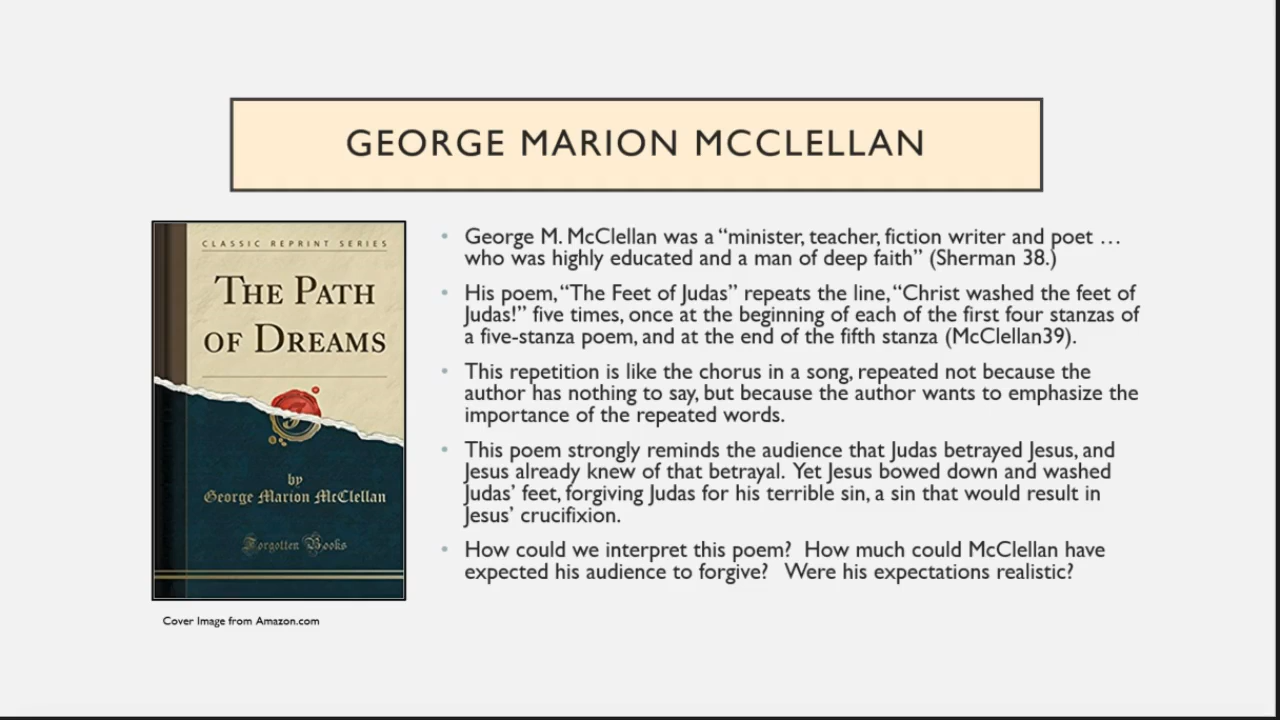 GEORGE MARION MCCLELLAN
CLASSIC REPRINT SERIES
THE PATH
OF DREAMS
by
George Marion McClellan
Forgotten Books
Cover Image from Amazon.com
• George M. McClellan was a “minister, teacher, fiction writer and poet …
who was highly educated and a man of deep faith” (Sherman 38.)
• His poem, “The Feet of Judas” repeats the line, “Christ washed the feet of
Judas!” five times, once at the beginning of each of the first four stanzas of
a five-stanza poem, and at the end of the fifth stanza (McClellan39).
• This repetition is like the chorus in a song, repeated not because the
author has nothing to say, but because the author wants to emphasize the
importance of the repeated words.
• This poem strongly reminds the audience that Judas betrayed Jesus, and
Jesus already knew of that betrayal. Yet Jesus bowed down and washed
Judas’ feet, forgiving Judas for his terrible sin, a sin that would result in
Jesus’ crucifixion.
• How could we interpret this poem? How much could McClellan have
expected his audience to forgive? Were his expectations realistic?